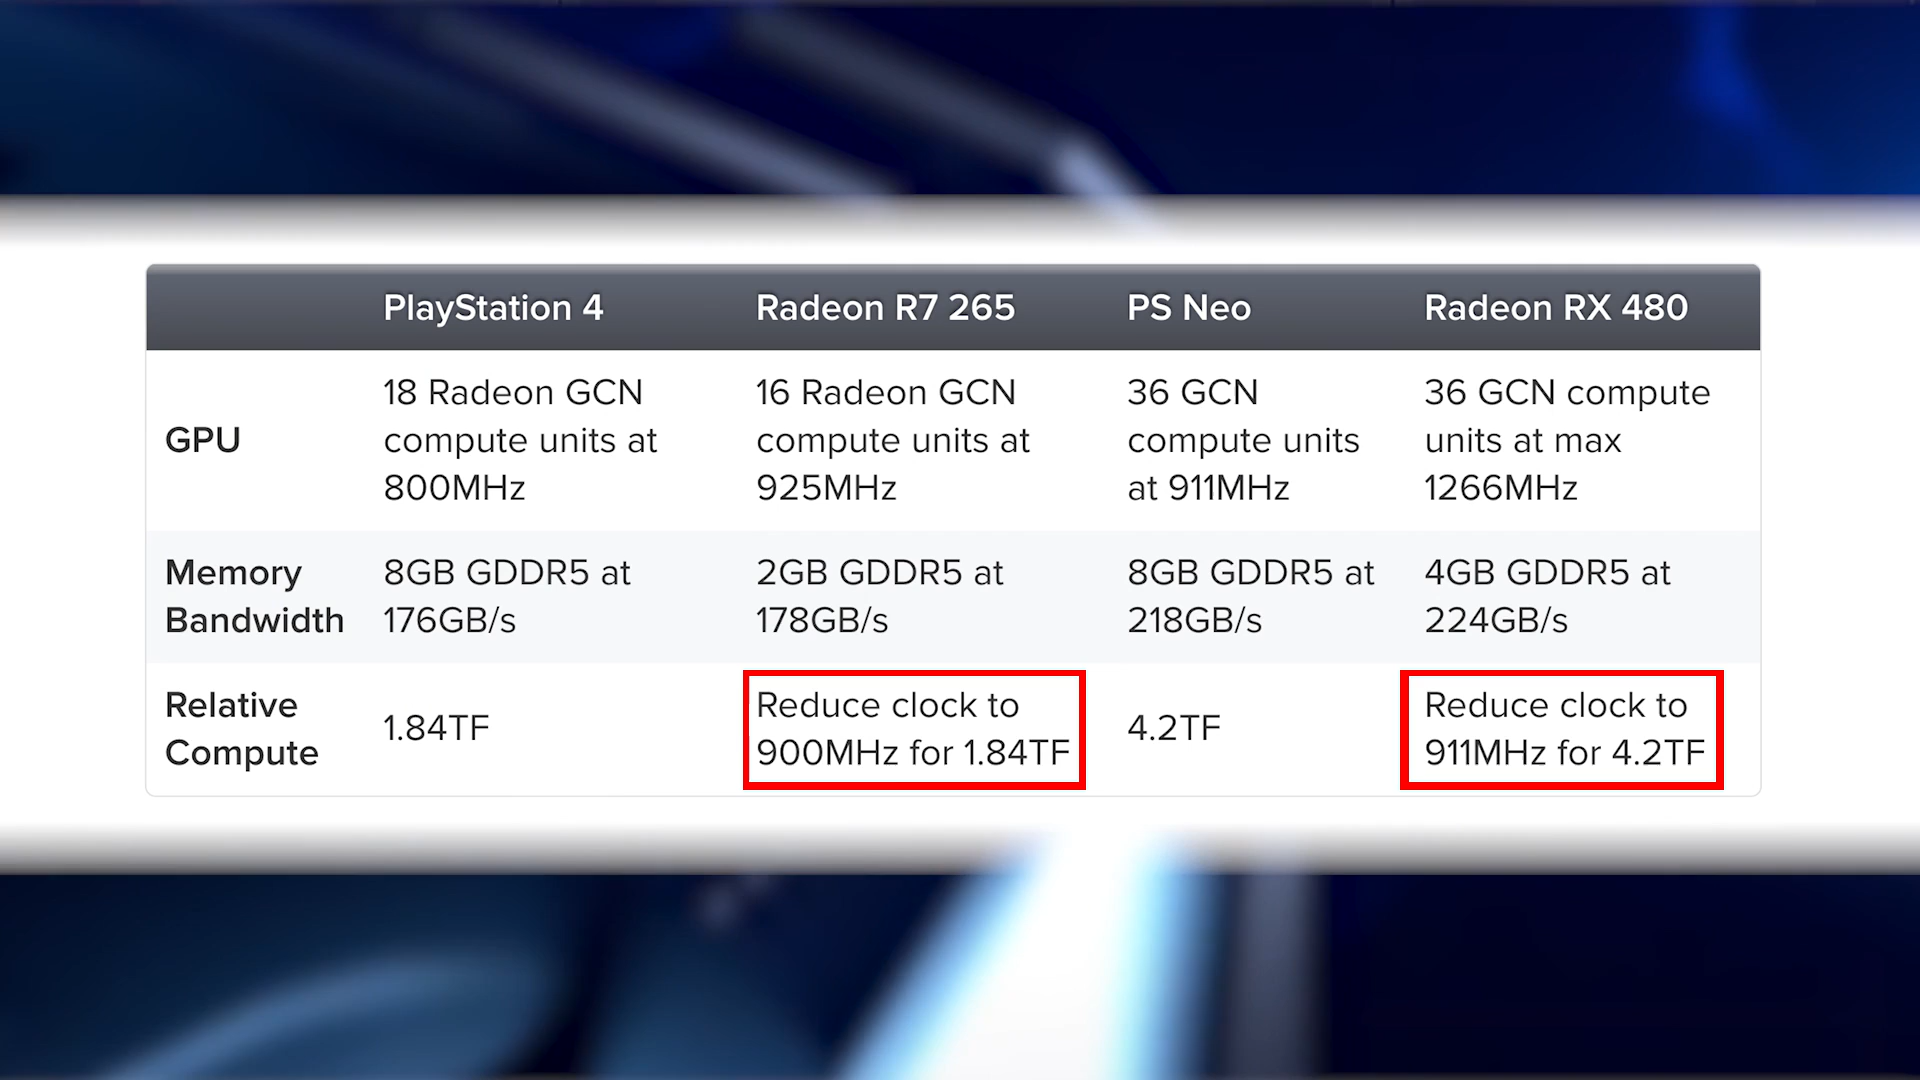 PlayStation 4 Radeon R7 265 PS Neo Radeon RX 480
GPU
18 Radeon GCN
compute units at
800MHz
16 Radeon GCN
compute units at
925MHz
36 GCN
compute units
at 911MHz
36 GCN compute
units at max
1266MHz
Memory
Bandwidth
8GB GDDR5 at
176GB/s
2GB GDDR5 at
178GB/s
8GB GDDR5 at
218GB/s
4GB GDDR5 at
224GB/s
Relative
Compute
1.84TF
Reduce clock to
900MHz for 1.84TF
4.2TF
Reduce clock to
911MHz for 4.2TF